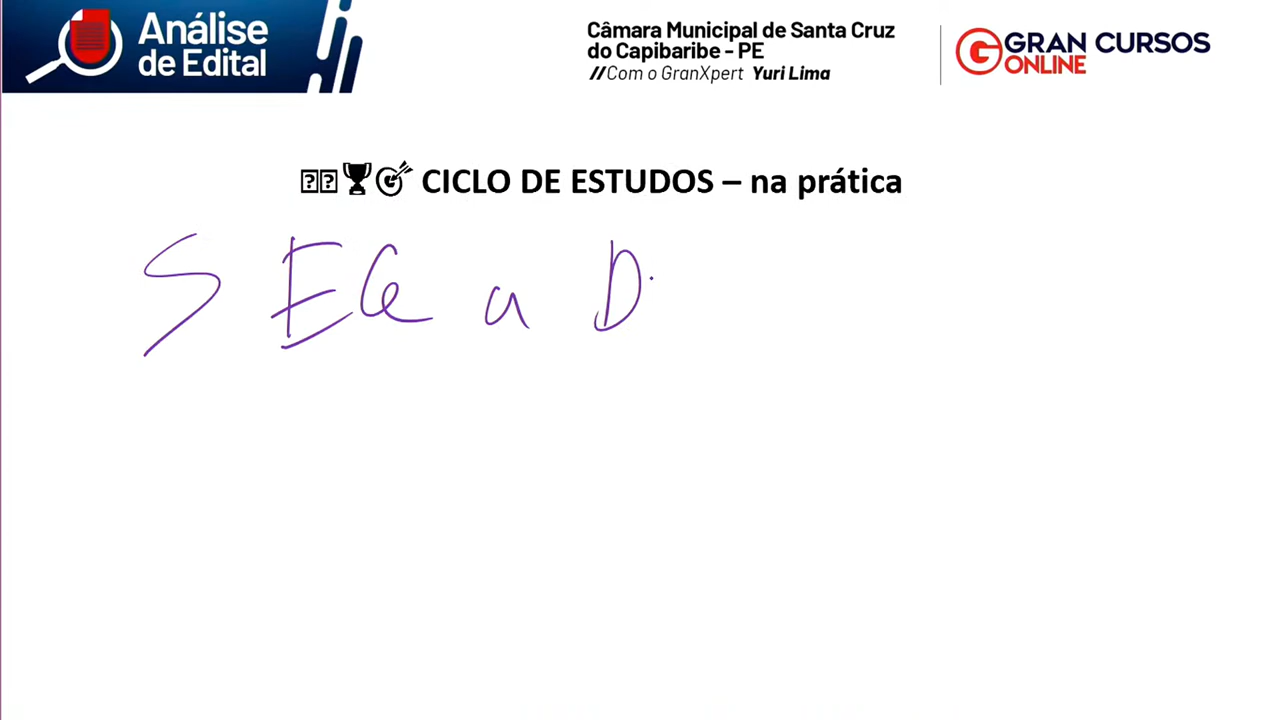 Análise
de Edital
Câmara Municipal de Santa Cruz
do Capibaribe - PE
//Com o GranXpert Yuri Lima
G GRAN CURSOS
ONLINE
CICLO DE ESTUDOS – na prática
SEG a D